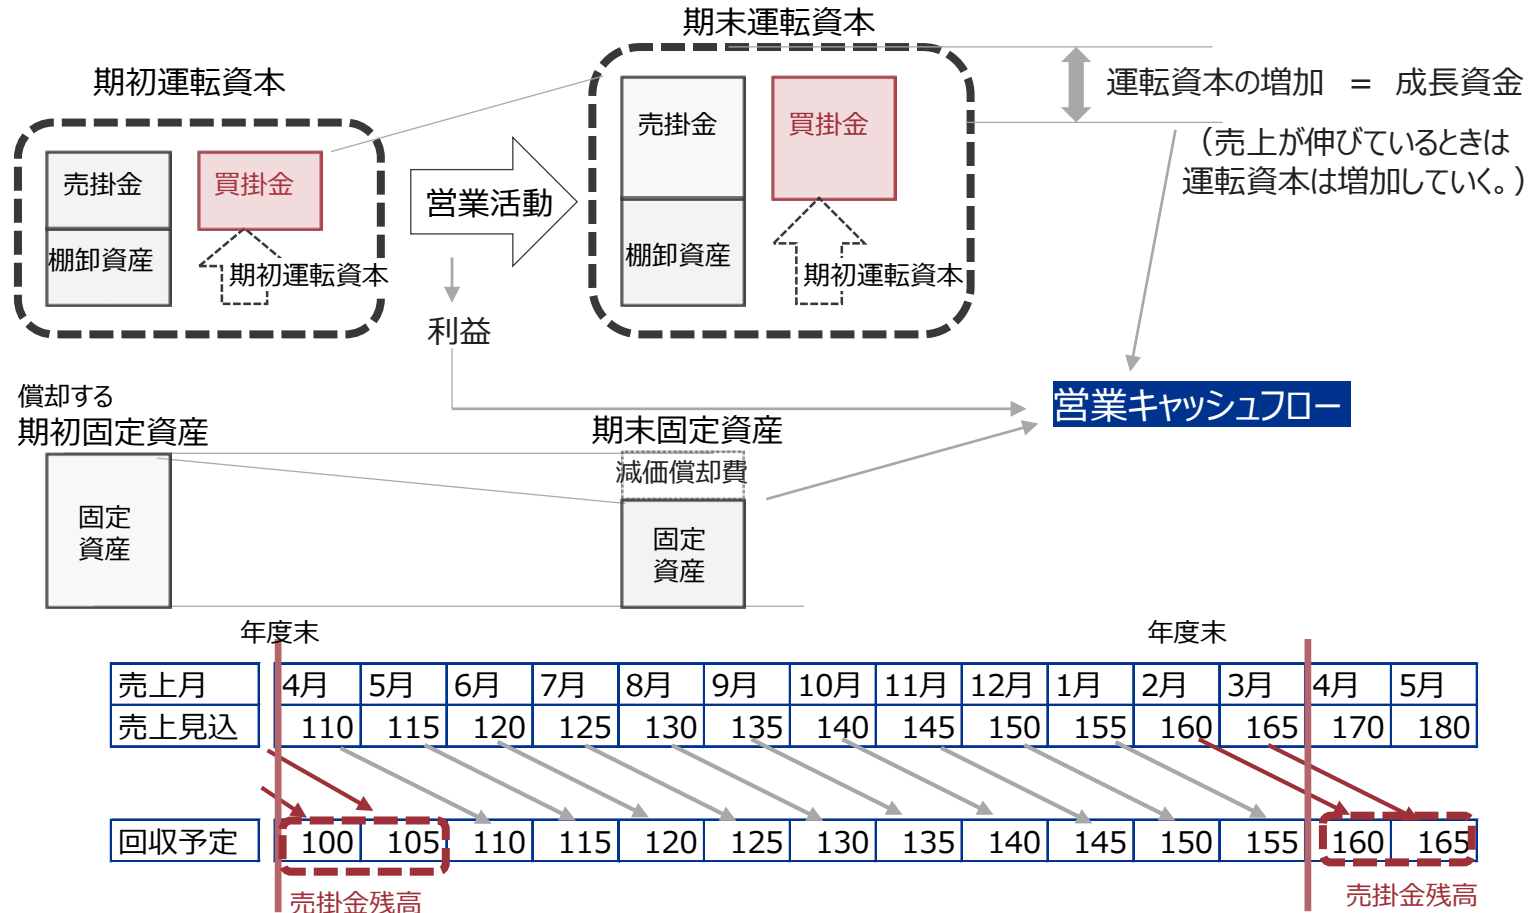 期末運転資本
期初運転資本
運転資本の増加 = 成長資金
(売上が伸びているときは
運転資本は増加していく。)
売掛金
買掛金
棚卸資産
期初運転資本
営業活動
利益
売掛金
買掛金
棚卸資産
期初運転資本
営業キャッシュフロー
償却する
期初固定資産
期末固定資産
減価償却費
固定
資産
固定
資産
年度末
年度末
売上月 4月 5月 6月 7月 8月 9月 10月 11月 12月 1月 2月 3月 4月 5月
売上見込 110 115 120 125 130 135 140 145 150 155 160 165 170 180
回収予定 100 105 110 115 120 125 130 135 140 145 150 155 160 165
売掛金残高
売掛金残高